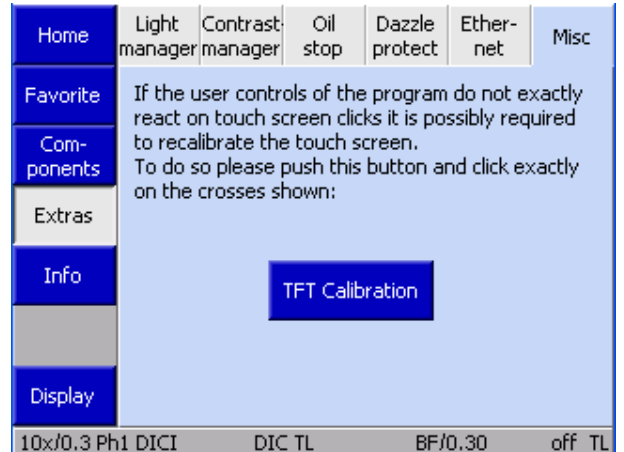 Home
Light manager
Contrast- manager
Oil stop
Dazzle protect
Ether- net
Misc
Favorite
Com-
ponents
Extras
Info
Display
If the user controls of the program do not exactly
react on touch screen clicks it is possibly required
to recalibrate the touch screen.
To do so please push this button and click exactly
on the crosses shown:
TFT Calibration
10x/0.3 Ph1 DICI DIC TL BF/0.30 off TL